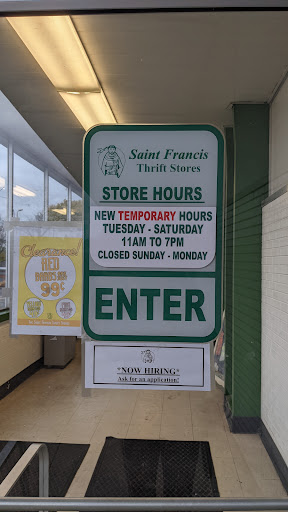 Saint Francis
Thrift Stores
STORE HOURS
NEW TEMPORARY HOURS
TUESDAY - SATURDAY
11AM TO 7PM
CLOSED SUNDAY - MONDAY
ENTER
*NOW HIRING*
Ask for an application!
Clearance!
RED
99¢